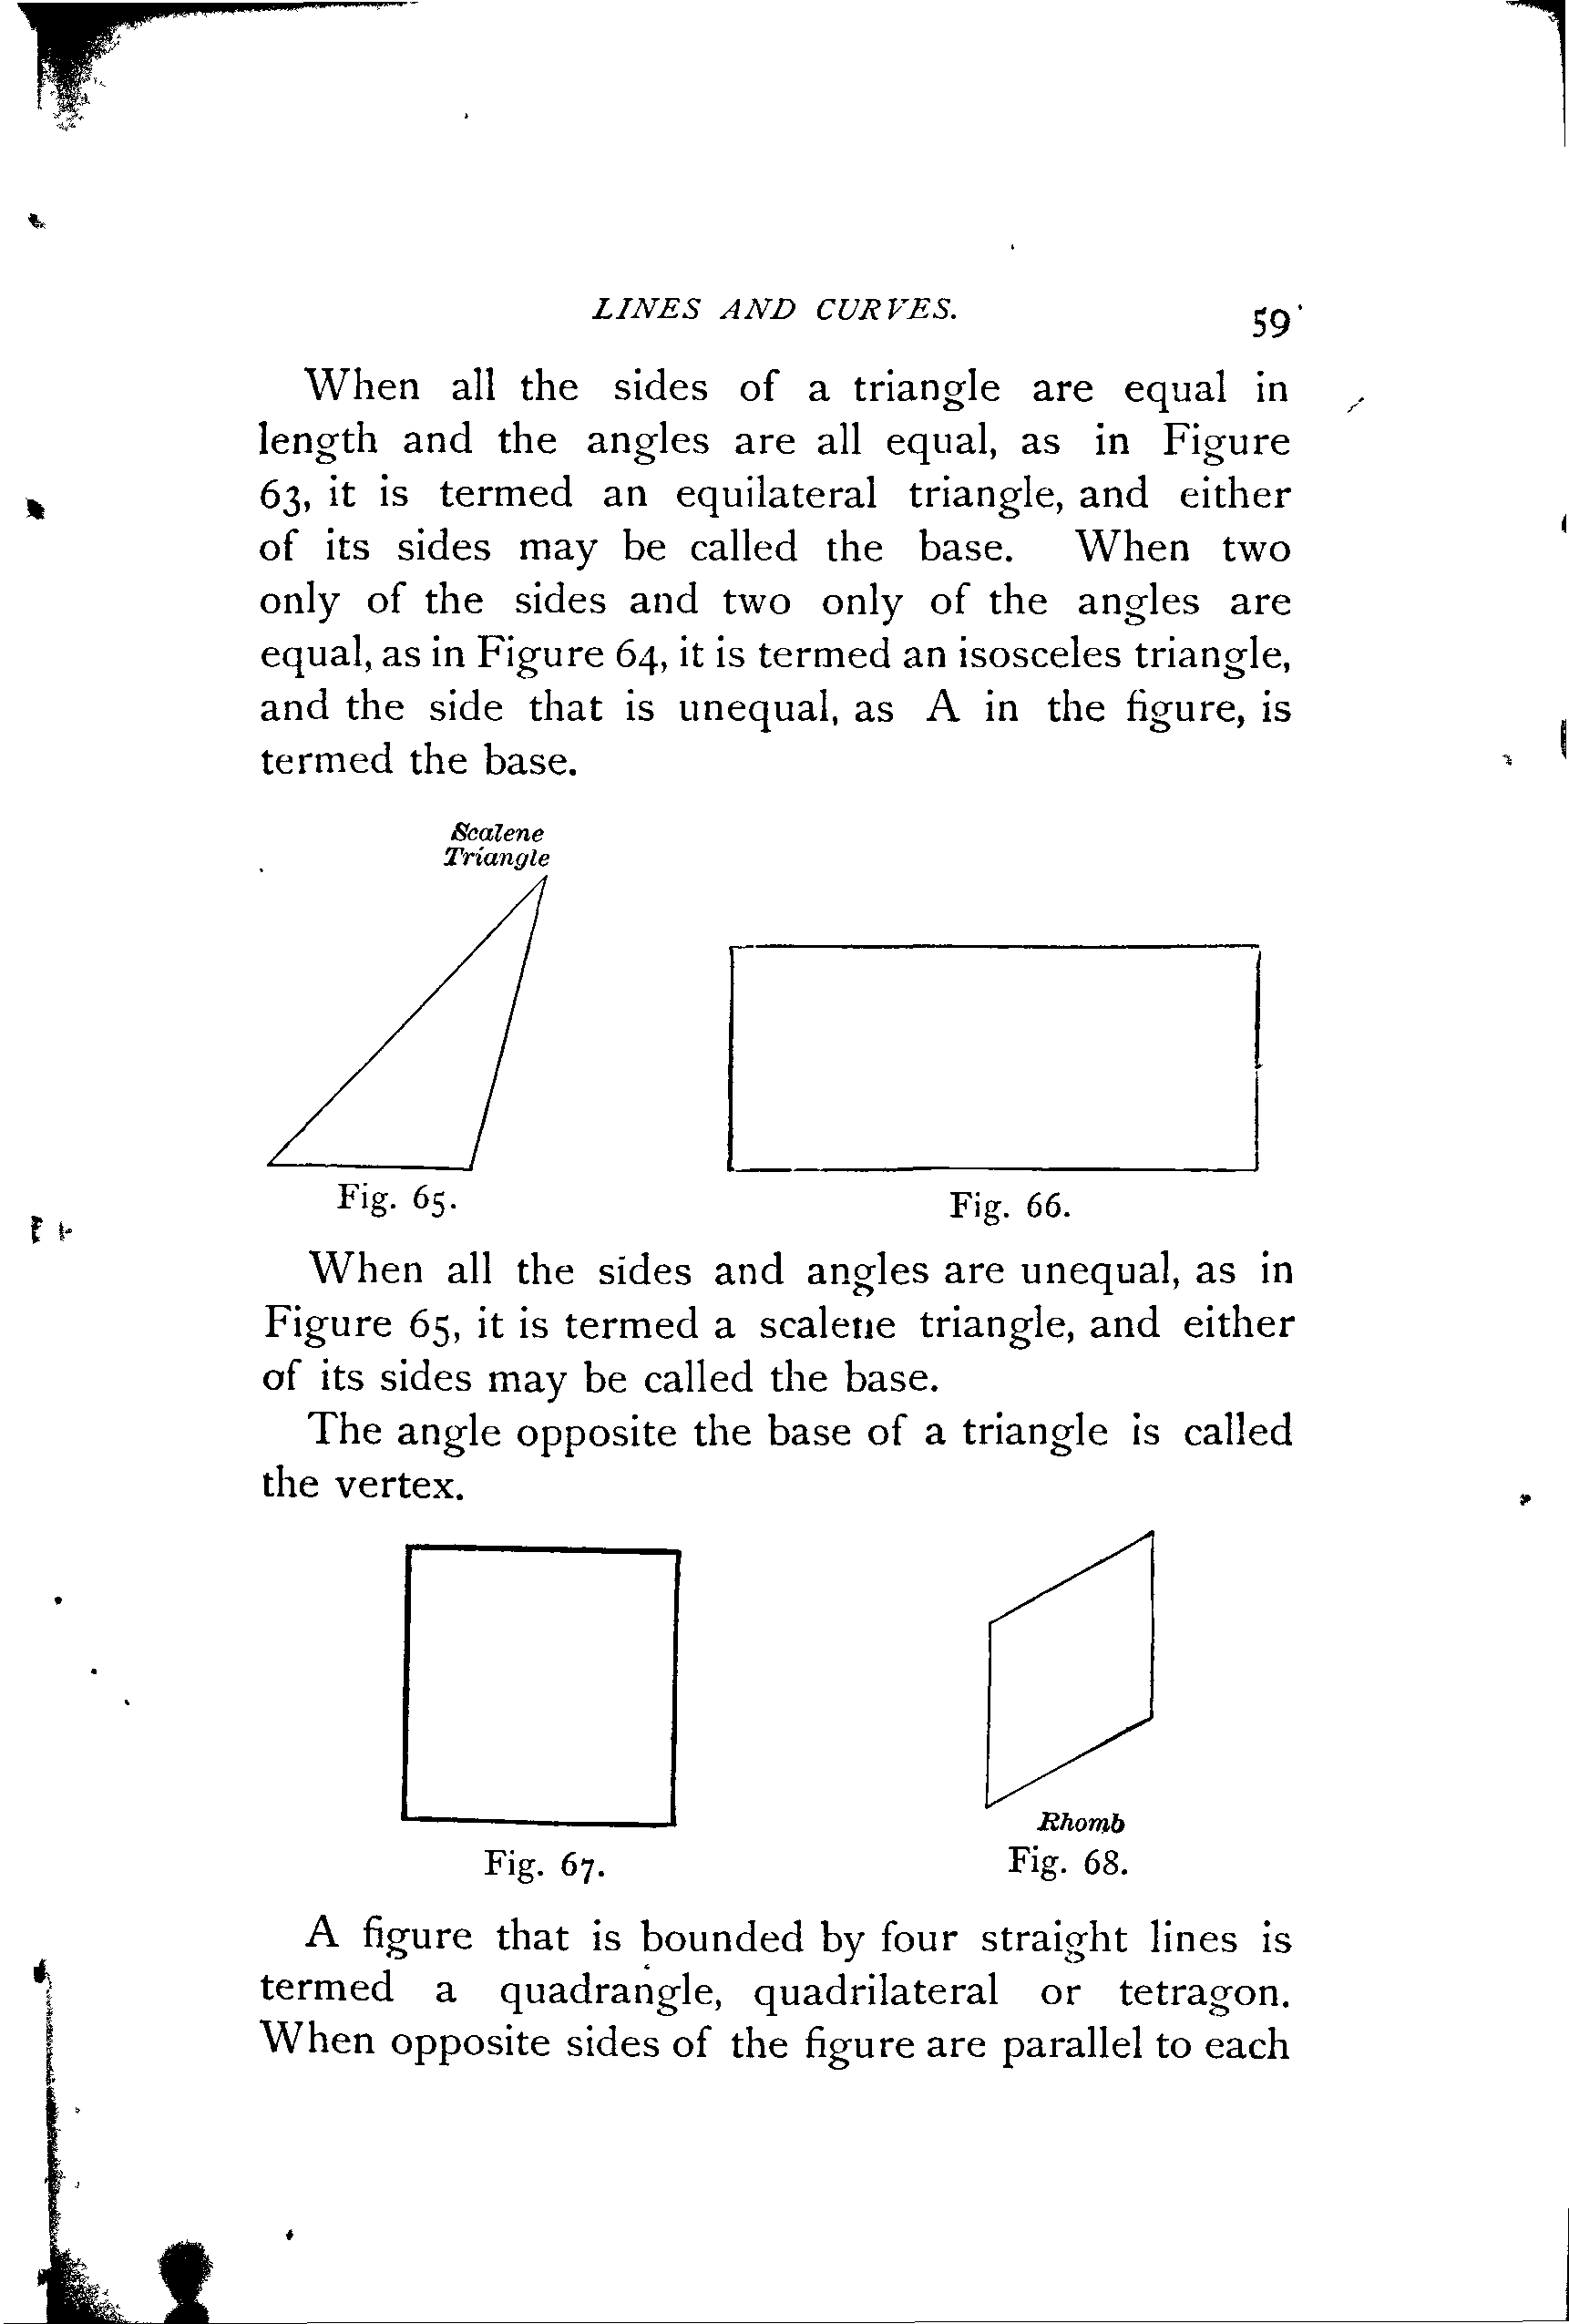 LINES AND CURVES.
59
When all the sides of a triangle are equal in
length and the angles are all equal, as in Figure
63, it is termed an equilateral triangle, and either
of its sides may be called the base. When two
only of the sides and two only of the angles are
equal, as in Figure 64, it is termed an isosceles triangle,
and the side that is unequal, as A in the figure, is
termed the base.
Scalene
Triangle
Fig. 65.
Fig. 66.
When all the sides and angles are unequal, as in
Figure 65, it is termed a scalene triangle, and either
of its sides may be called the base.
The angle opposite the base of a triangle is called
the vertex.
Fig. 67.
Rhomb
Fig. 68.
A figure that is bounded by four straight lines is
termed a quadrangle, quadrilateral or tetragon.
When opposite sides of the figure are parallel to each